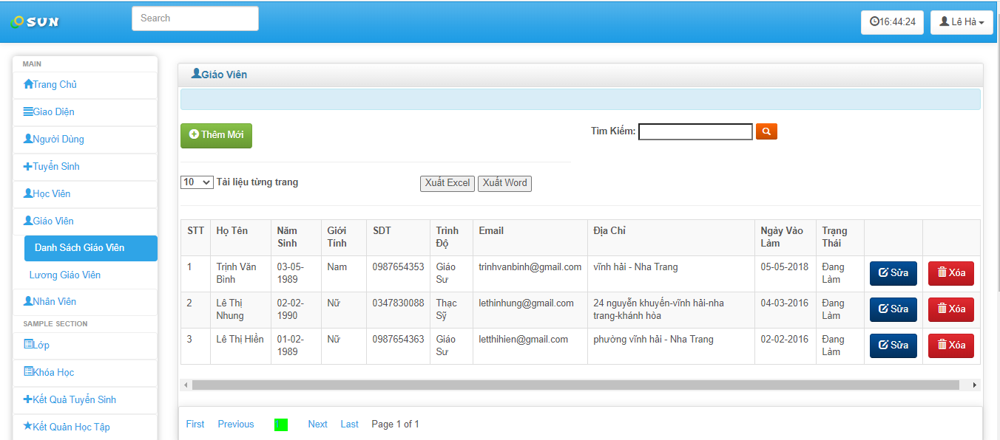 SUN
Search
16:44:24
Lê Hà
MAIN
Trang Chủ
Giao Diện
Người Dùng
Tuyển Sinh
Học Viên
Giáo Viên
Danh Sách Giáo Viên
Lương Giáo Viên
Nhân Viên
SAMPLE SECTION
Lớp
Khóa Học
Kết Quả Tuyển Sinh
Kết Quản Học Tập
Giáo Viên
Thêm Mới
Tìm Kiếm:
10 Tài liệu từng trang
Xuất Excel Xuất Word
STT Họ Tên Năm Sinh Giới Tính SDT Trình Độ Email Địa Chỉ Ngày Vào Làm Trạng Thái
1 Trịnh Văn Bình 03-05-1989 Nam 0987654353 Giáo Sư trinhvanbinh@gmail.com vĩnh hải - Nha Trang 05-05-2018 Đang Làm Sửa Xóa
2 Lê Thị Nhung 02-02-1990 Nữ 0347830088 Thạc Sỹ lethinhung@gmail.com 24 nguyễn khuyến-vĩnh hải-nha trang-khánh hòa 04-03-2016 Đang Làm Sửa Xóa
3 Lê Thị Hiền 01-02-1989 Nữ 0987654363 Giáo Sư letthihien@gmail.com phường vĩnh hải - Nha Trang 02-02-2016 Đang Làm Sửa Xóa
First Previous Next Last Page 1 of 1